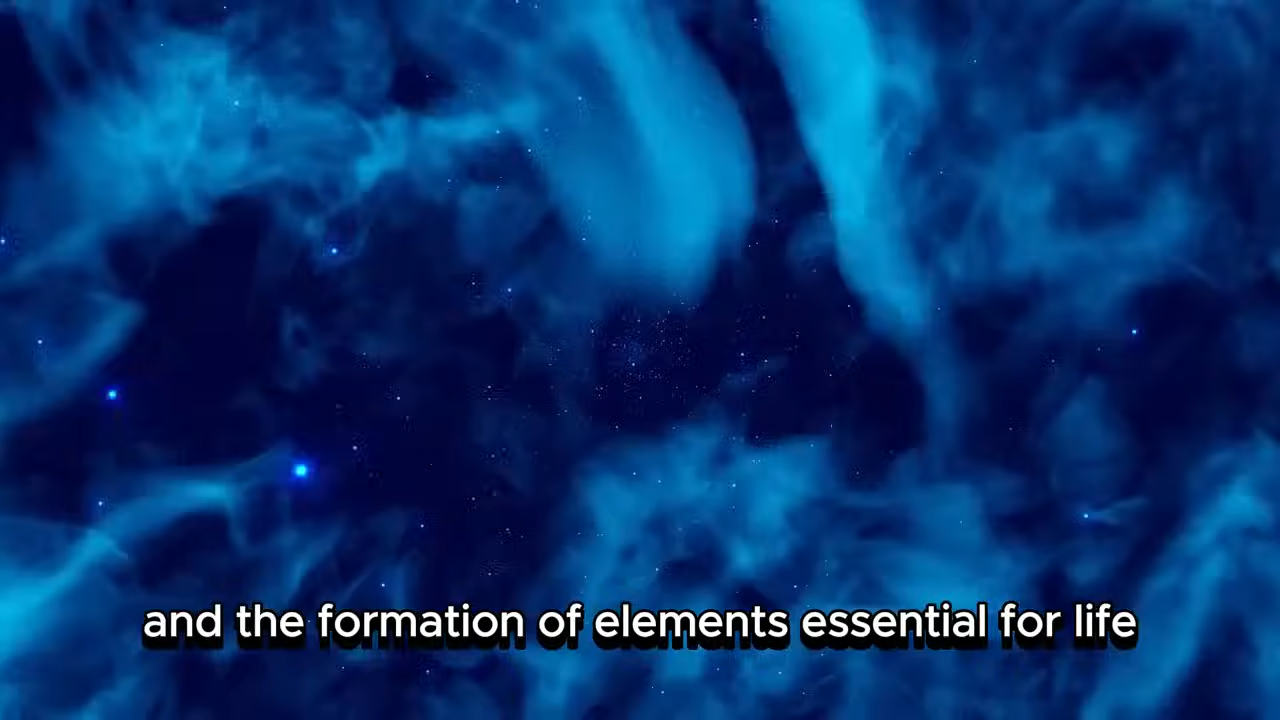 and the formation of elements essential for life